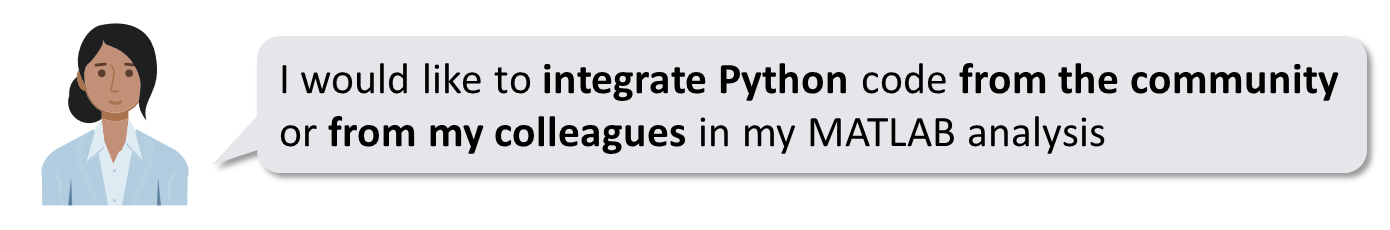 I would like to integrate Python code from the community
or from my colleagues in my MATLAB analysis